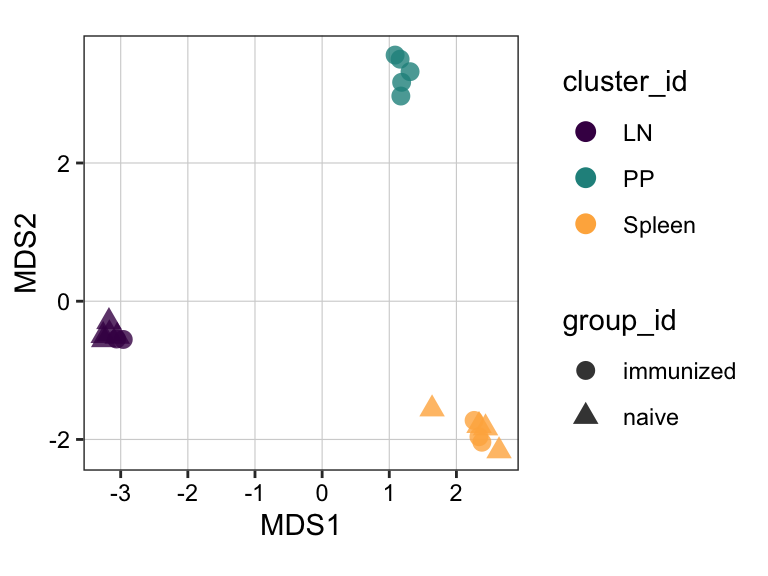 2
0
-2
MDS2
-3 -2 -1 0 1 2
MDS1
cluster_id
LN
PP
Spleen
group_id
immunized
naive